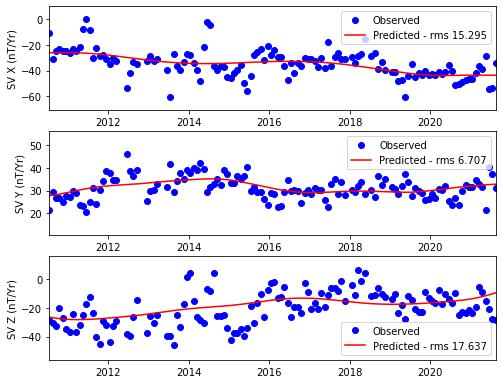 SV X (nT/Yr)
0
−20
−40
−60
Observed
Predicted - rms 15.295
2012
2014
2016
2018
2020
SV Y (nT/Yr)
50
40
30
20
Observed
Predicted - rms 6.707
2012
2014
2016
2018
2020
SV Z (nT/Yr)
0
−20
−40
Observed
Predicted - rms 17.637
2012
2014
2016
2018
2020